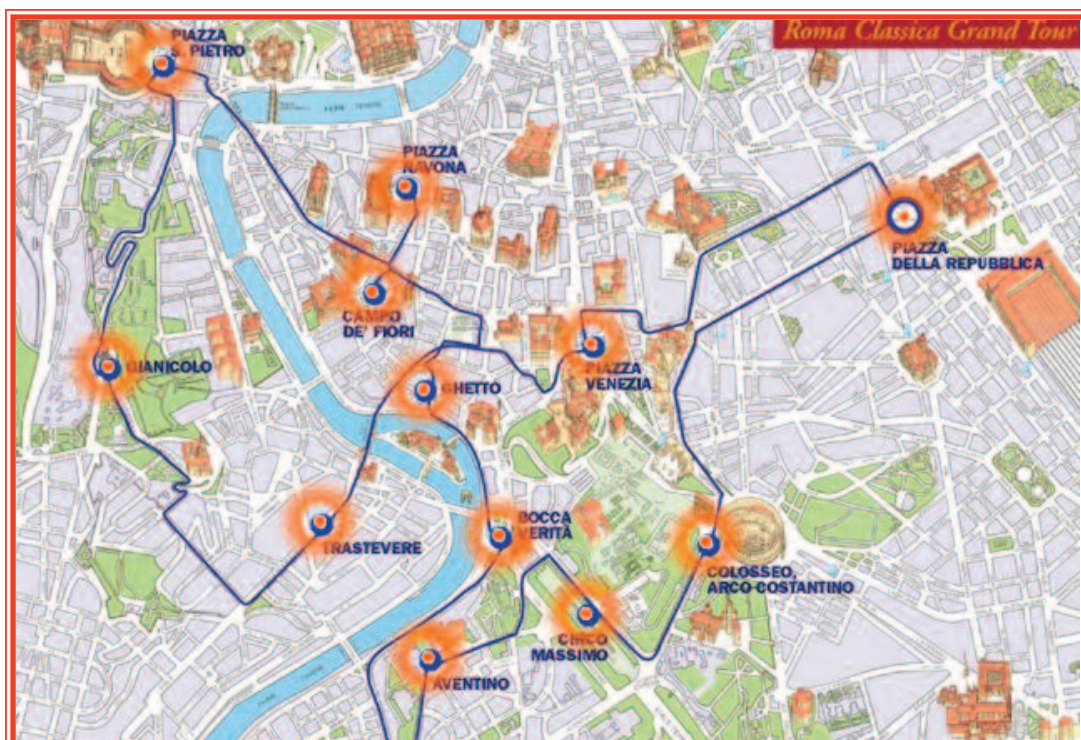 Roma Classica Grand Tour
PIAZZA
S. PIETRO
PIAZZA
NAVONA
PIAZZA
DELLA REPUBBLICA
CAMPO
DE' FIORI
GIANICOLO
GHETTO
PIAZZA
VENEZIA
TRASTEVERE
BOCCA
VERITÀ
COLOSSEO,
ARCO COSTANTINO
CIRCO
MASSIMO
AVENTINO